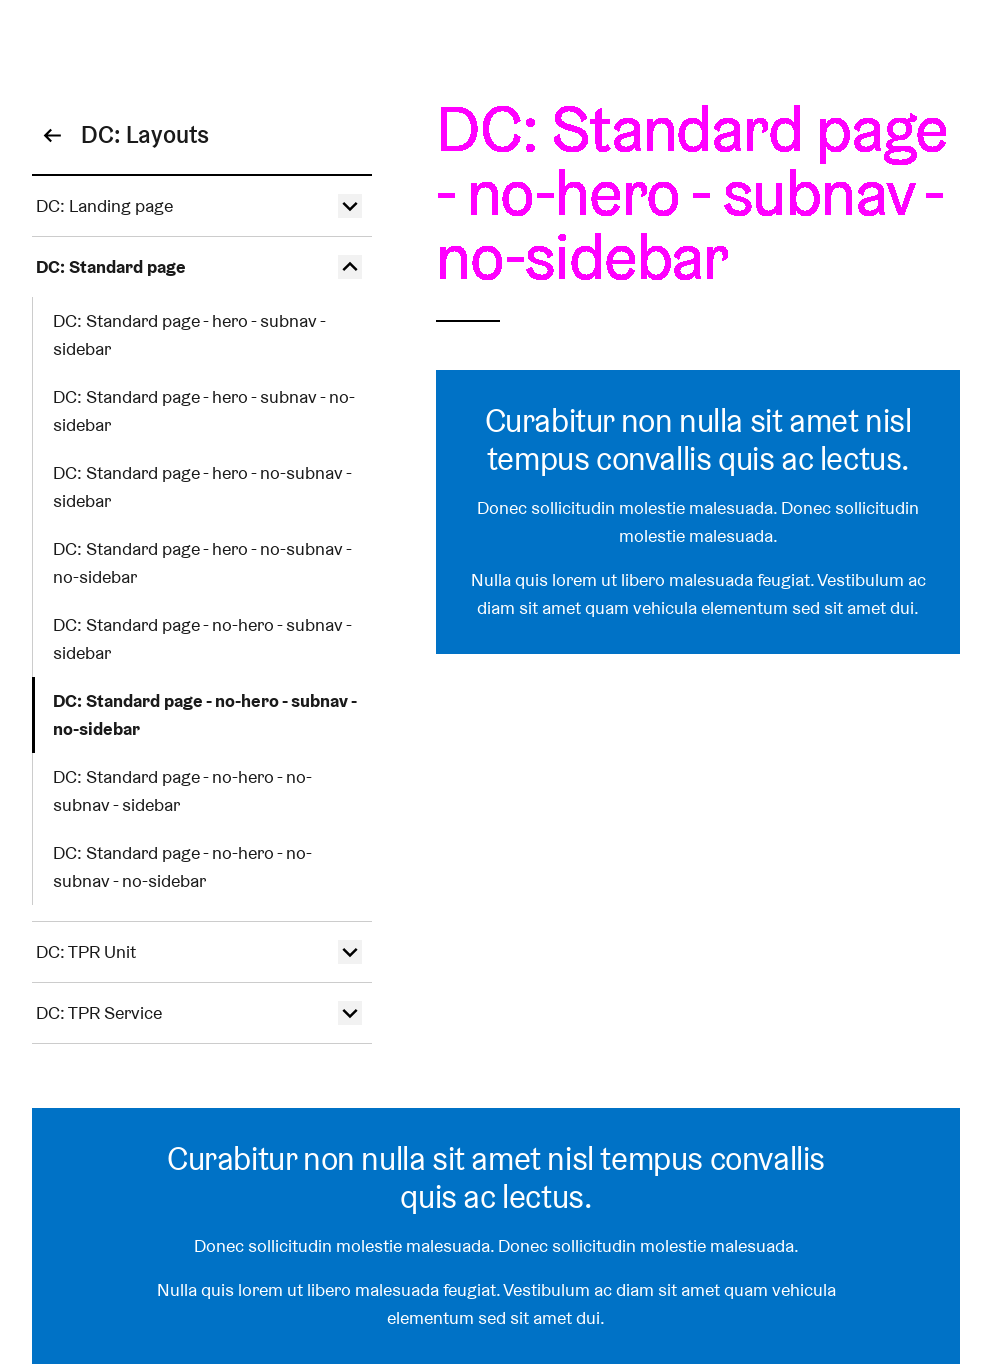 DC: Layouts
DC: Landing page
DC: Standard page
DC: Standard page - hero - subnav -
sidebar
DC: Standard page - hero - subnav - no-
sidebar
DC: Standard page - hero - no-subnav -
sidebar
DC: Standard page - hero - no-subnav -
no-sidebar
DC: Standard page - no-hero - subnav -
sidebar
DC: Standard page - no-hero - subnav -
no-sidebar
DC: Standard page - no-hero - no-
subnav - sidebar
DC: Standard page - no-hero - no-
subnav - no-sidebar
DC: TPR Unit
DC: TPR Service
DC: Standard page
- no-hero - subnav -
no-sidebar
Curabitur non nulla sit amet nisl
tempus convallis quis ac lectus.
Donec sollicitudin molestie malesuada. Donec sollicitudin
molestie malesuada.
Nulla quis lorem ut libero malesuada feugiat. Vestibulum ac
diam sit amet quam vehicula elementum sed sit amet dui.
Curabitur non nulla sit amet nisl tempus convallis
quis ac lectus.
Donec sollicitudin molestie malesuada. Donec sollicitudin molestie malesuada.
Nulla quis lorem ut libero malesuada feugiat. Vestibulum ac diam sit amet quam vehicula
elementum sed sit amet dui.